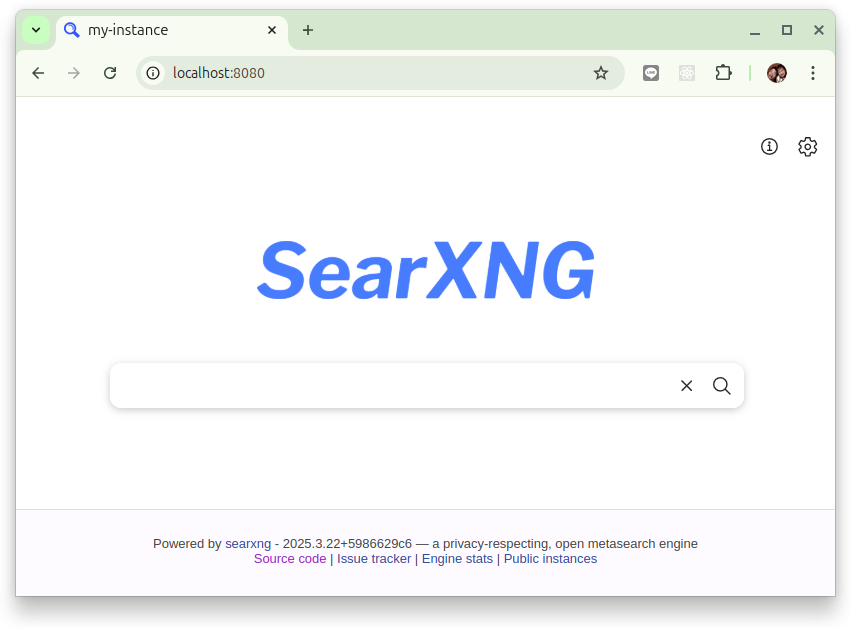 my-instance
localhost:8080
SearXNG
Powered by searxng - 2025.3.22+5986629c6 — a privacy-respecting, open metasearch engine
Source code | Issue tracker | Engine stats | Public instances